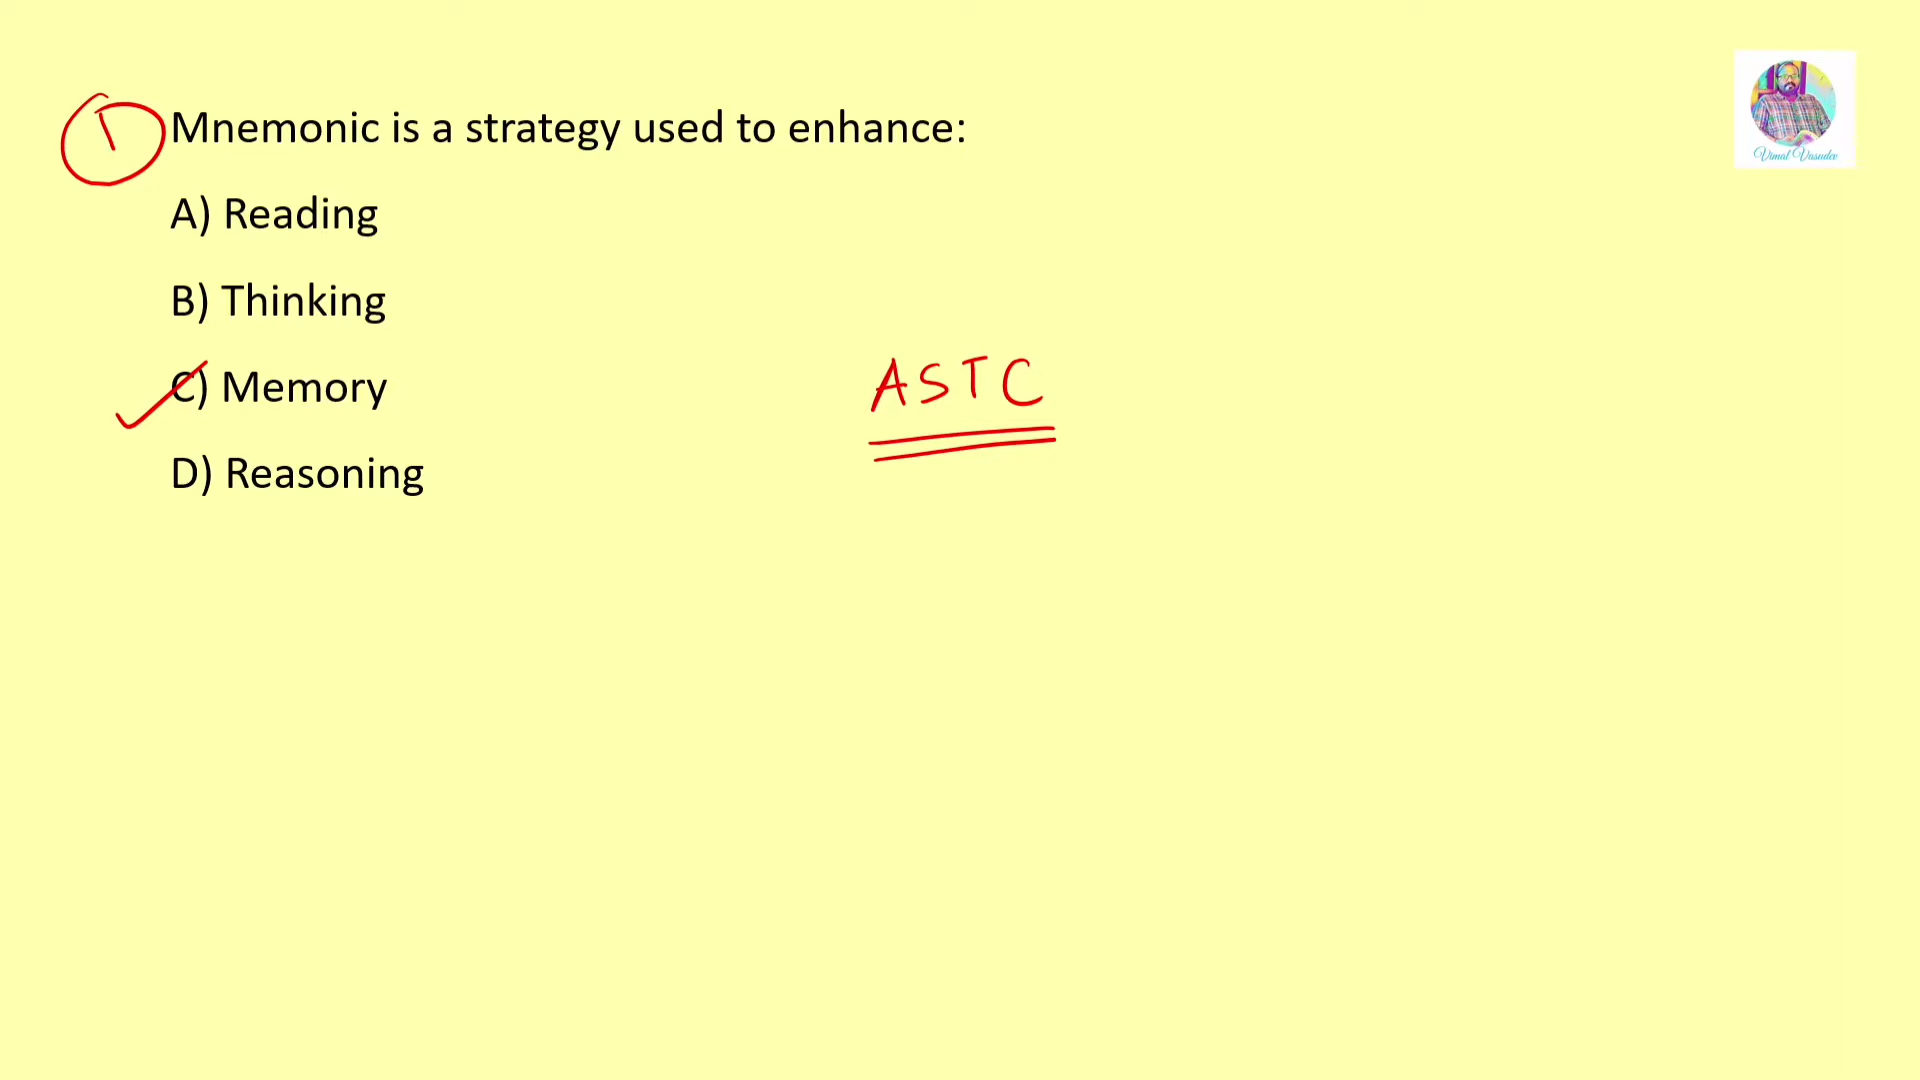 1 Mnemonic is a strategy used to enhance:
A) Reading
B) Thinking
C) Memory
D) Reasoning
ASTC
Vimal Vasudev